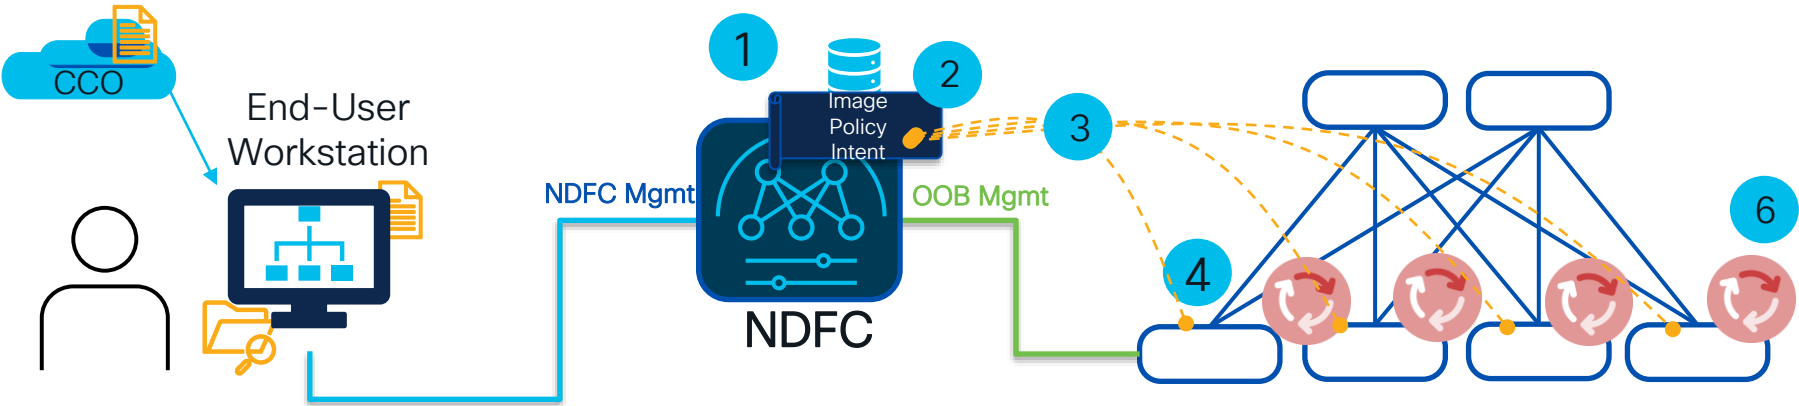 CCO
End-User
Workstation
1
2
Image
Policy
Intent
3
NDFC Mgmt
OOB Mgmt
NDFC
4
6